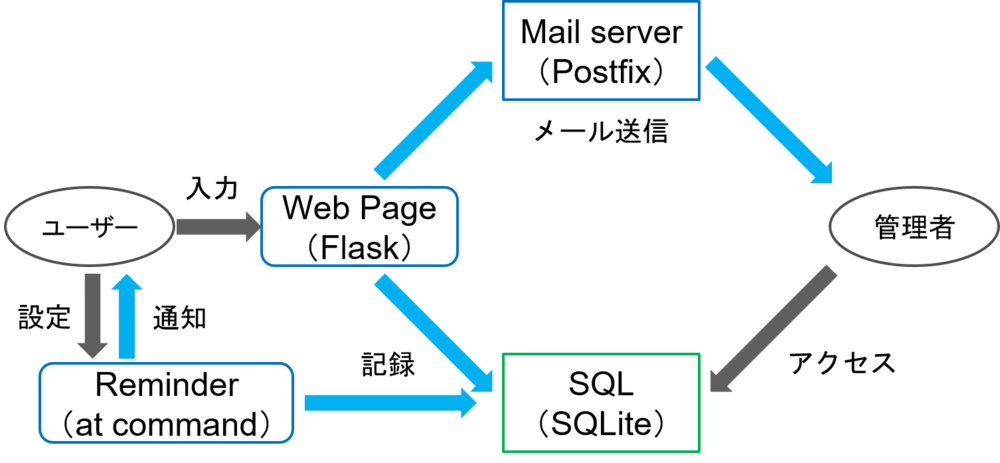 Mail server
（Postfix）
メール送信
入力
ユーザー
Web Page
（Flask）
管理者
設定
通知
記録
アクセス
Reminder
（at command）
SQL
（SQLite）